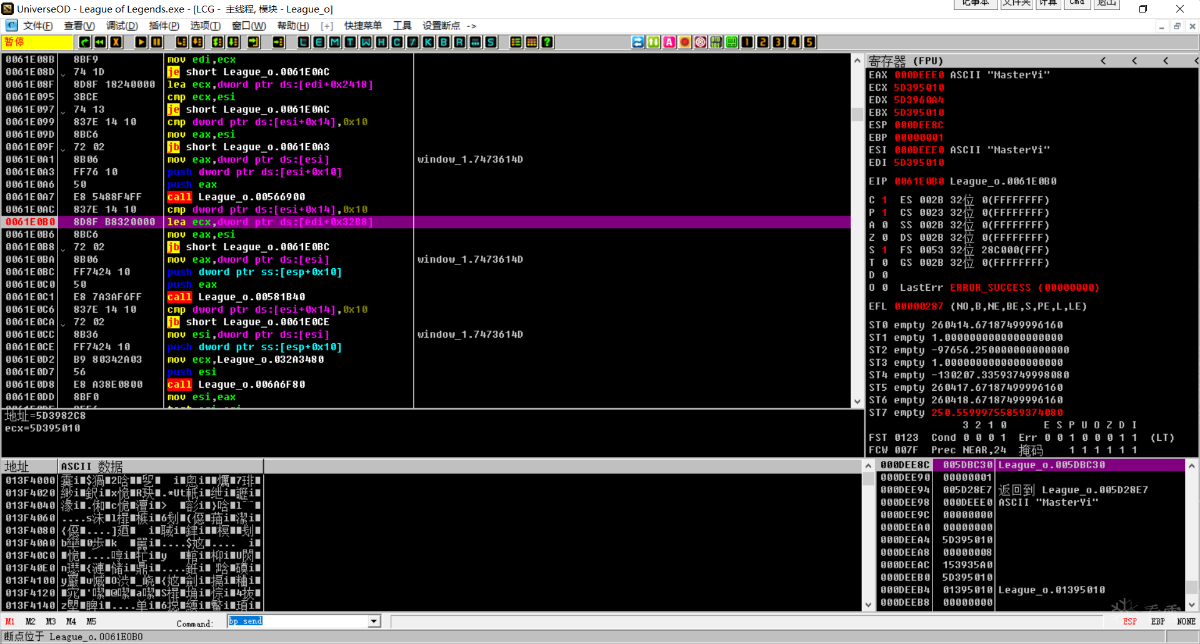 UniverseOD - League of Legends.exe - [LCG - 主线程, 模块 - League_o]
记事本 文件夹 计算 Cmd 退出
文件(F) 查看(V) 调试(D) 插件(P) 选项(T) 窗口(W) 帮助(H) [+] 快捷菜单 工具 设置断点 ->
暂停
L E M T W H C / K B R ... S
A 1 2 3 4 5
0061E08B 8BF9 mov edi,ecx
0061E08D 74 1D je short League_o.0061E0AC
0061E08F 8D8F 18240000 lea ecx,dword ptr ds:[edi+0x2418]
0061E095 3BCE cmp ecx,esi
0061E097 74 13 je short League_o.0061E0AC
0061E099 837E 14 10 cmp dword ptr ds:[esi+0x14],0x10
0061E09D 8BC6 mov eax,esi
0061E09F 72 02 jb short League_o.0061E0A3
0061E0A1 8B06 mov eax,dword ptr ds:[esi] window_1.7473614D
0061E0A3 FF76 10 push dword ptr ds:[esi+0x10]
0061E0A6 50 push eax
0061E0A7 E8 5488F4FF call League_o.00566900
0061E0AC 837E 14 10 cmp dword ptr ds:[esi+0x14],0x10
0061E0B0 8D8F B8320000 lea ecx,dword ptr ds:[edi+0x32B8]
0061E0B6 8BC6 mov eax,esi
0061E0B8 72 02 jb short League_o.0061E0BC
0061E0BA 8B06 mov eax,dword ptr ds:[esi] window_1.7473614D
0061E0BC FF7424 10 push dword ptr ss:[esp+0x10]
0061E0C0 50 push eax
0061E0C1 E8 7A3AF6FF call League_o.00581B40
0061E0C6 837E 14 10 cmp dword ptr ds:[esi+0x14],0x10
0061E0CA 72 02 jb short League_o.0061E0CE
0061E0CC 8B36 mov esi,dword ptr ds:[esi] window_1.7473614D
0061E0CE FF7424 10 push dword ptr ss:[esp+0x10]
0061E0D2 B9 80342A03 mov ecx,League_o.032A3480
0061E0D7 56 push esi
0061E0D8 E8 A38E0800 call League_o.006A6F80
0061E0DD 8BF0 mov esi,eax
地址=5D3982C8
ecx=5D395010
寄存器 (FPU) < < < <
EAX 000DEEE0 ASCII "MasterYi"
ECX 5D395010
EDX 5D3960A4
EBX 5D395010
ESP 000DEE8C
EBP 00000001
ESI 000DEEE0 ASCII "MasterYi"
EDI 5D395010
EIP 0061E0B0 League_o.0061E0B0
C 1 ES 002B 32位 0(FFFFFFFF)
P 1 CS 0023 32位 0(FFFFFFFF)
A 0 SS 002B 32位 0(FFFFFFFF)
Z 0 DS 002B 32位 0(FFFFFFFF)
S 1 FS 0053 32位 28C000(FFF)
T 0 GS 002B 32位 0(FFFFFFFF)
D 0
O 0 LastErr ERROR_SUCCESS (00000000)
EFL 00000287 (NO,B,NE,BE,S,PE,L,LE)
ST0 empty 260414.67187499996160
ST1 empty 1.0000000000000000000
ST2 empty -97656.25000000000000
ST3 empty 1.0000000000000000000
ST4 empty -130207.33593749998080
ST5 empty 260417.67187499996160
ST6 empty 260418.67187499996160
ST7 empty 250.55999755859374080
3 2 1 0 E S P U O Z D I
FST 0123 Cond 0 0 0 1 Err 0 0 1 0 0 0 1 1 (LT)
FCW 007F Prec NEAR,24 掩码 1 1 1 1 1 1
地址 ASCII 数据
013F4000
013F4020
013F4040
013F4060
013F4080
013F40A0
013F40C0
013F40E0
013F4100
013F4120
013F4140
000DEE8C 005DBC30 League_o.005DBC30
000DEE90 00000001
000DEE94 005D28E7 返回到 League_o.005D28E7
000DEE98 000DEEE0 ASCII "MasterYi"
000DEE9C 00000000
000DEEA0 00000000
000DEEA4 5D395010
000DEEA8 00000008
000DEEAC 153935A0
000DEEB0 5D395010
000DEEB4 01395010 League_o.01395010
000DEEB8 00000000
M1 M2 M3 M4 M5 Command: bp send ESP EBP NONE
断点位于 League_o.0061E0B0